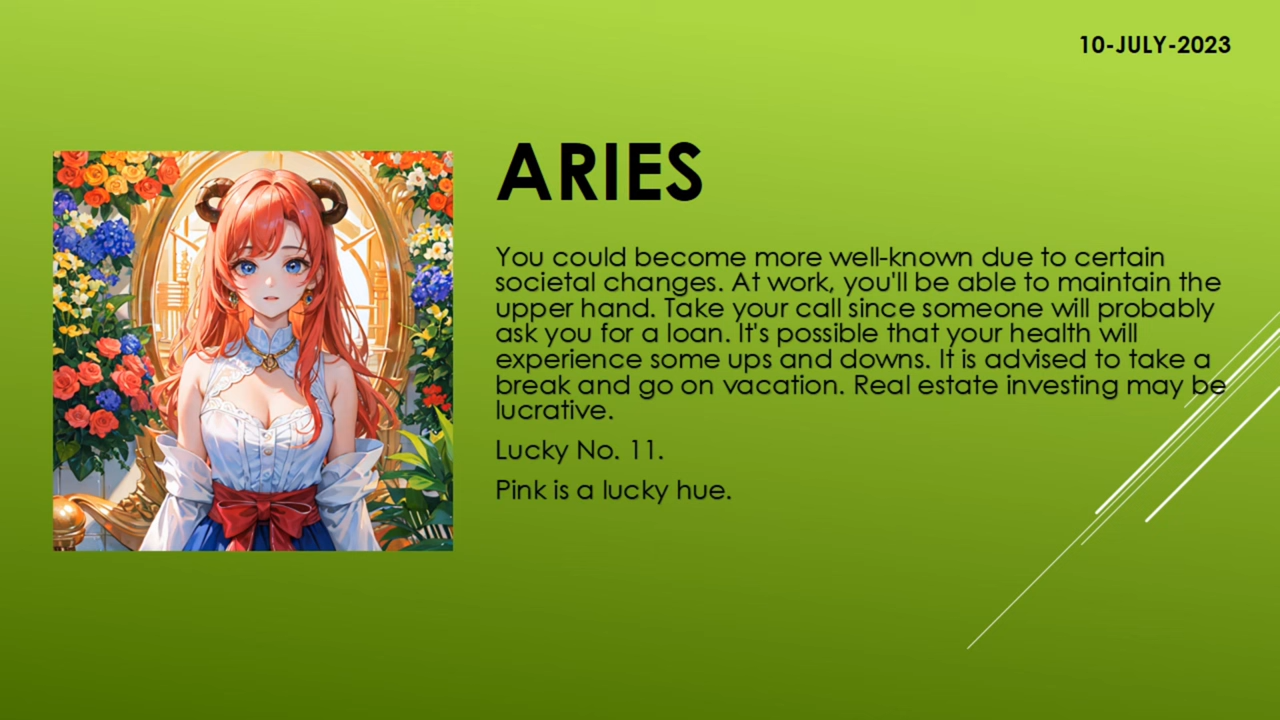 10-JULY-2023
ARIES
You could become more well-known due to certain
societal changes. At work, you'll be able to maintain the
upper hand. Take your call since someone will probably
ask you for a loan. It's possible that your health will
experience some ups and downs. It is advised to take a
break and go on vacation. Real estate investing may be
lucrative.
Lucky No. 11.
Pink is a lucky hue.